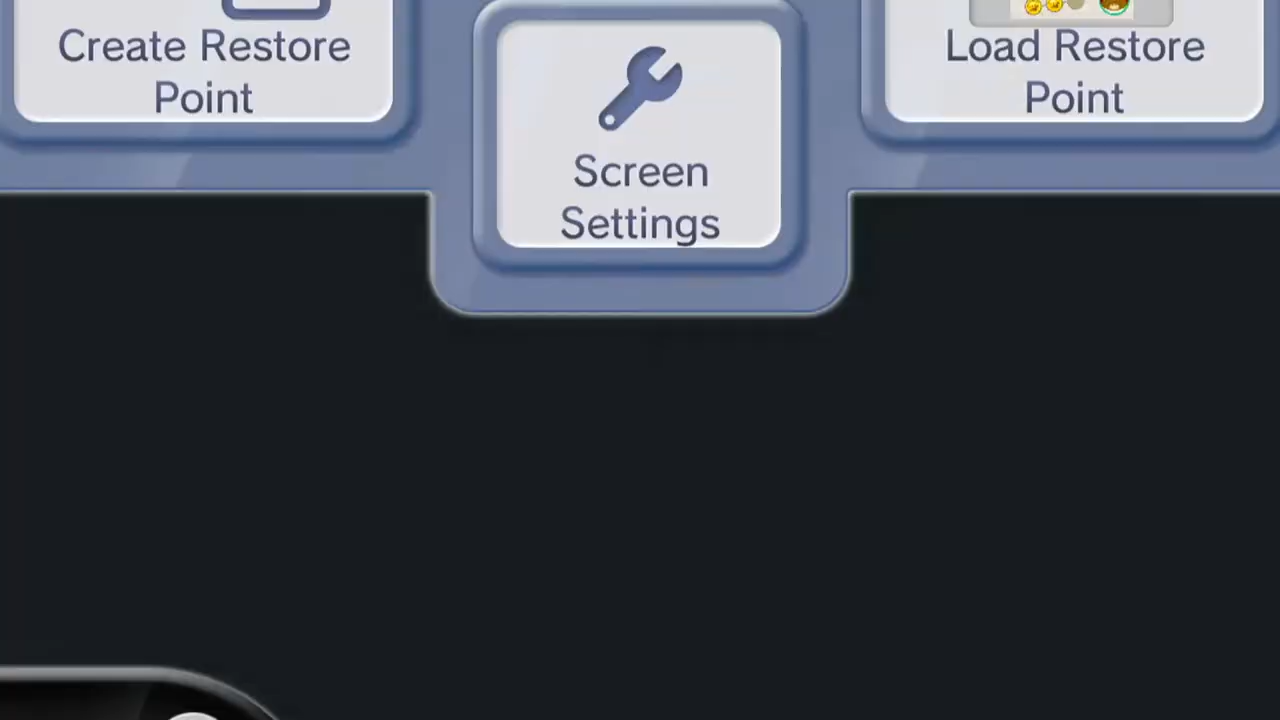 Create Restore
Point
Screen
Settings
Load Restore
Point